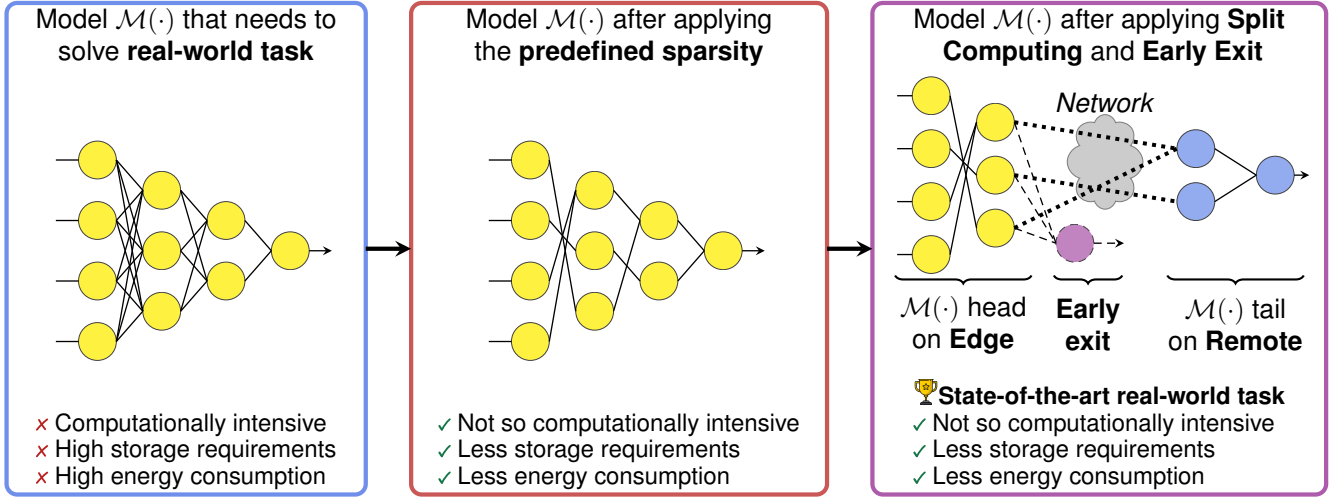 Model M(·) that needs to
solve real-world task
✗ Computationally intensive
✗ High storage requirements
✗ High energy consumption
Model M(·) after applying
the predefined sparsity
✓ Not so computationally intensive
✓ Less storage requirements
✓ Less energy consumption
Model M(·) after applying Split
Computing and Early Exit
Network
M(·) head
on Edge
Early
exit
M(·) tail
on Remote
State-of-the-art real-world task
✓ Not so computationally intensive
✓ Less storage requirements
✓ Less energy consumption